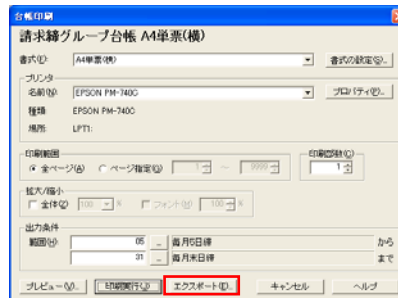 台帳印刷
請求締グループ台帳 A4単票(横)
書式(F): A4単票(横) 書式の設定(S)...
プリンタ
名前(N): EPSON PM-740C プロパティ(R)...
種類: EPSON PM-740C
場所: LPT1:
印刷範囲 印刷部数(C)
全ページ(A) ページ指定(G) 1 ～ 9999 1
拡大/縮小
全体(Z) 100 % フォント(M) 100 %
出力条件
範囲(H): 05 ... 毎月5日締 から
31 ... 毎月末日締 まで
プレビュー(V)... 印刷実行(J) エクスポート(E)... キャンセル ヘルプ